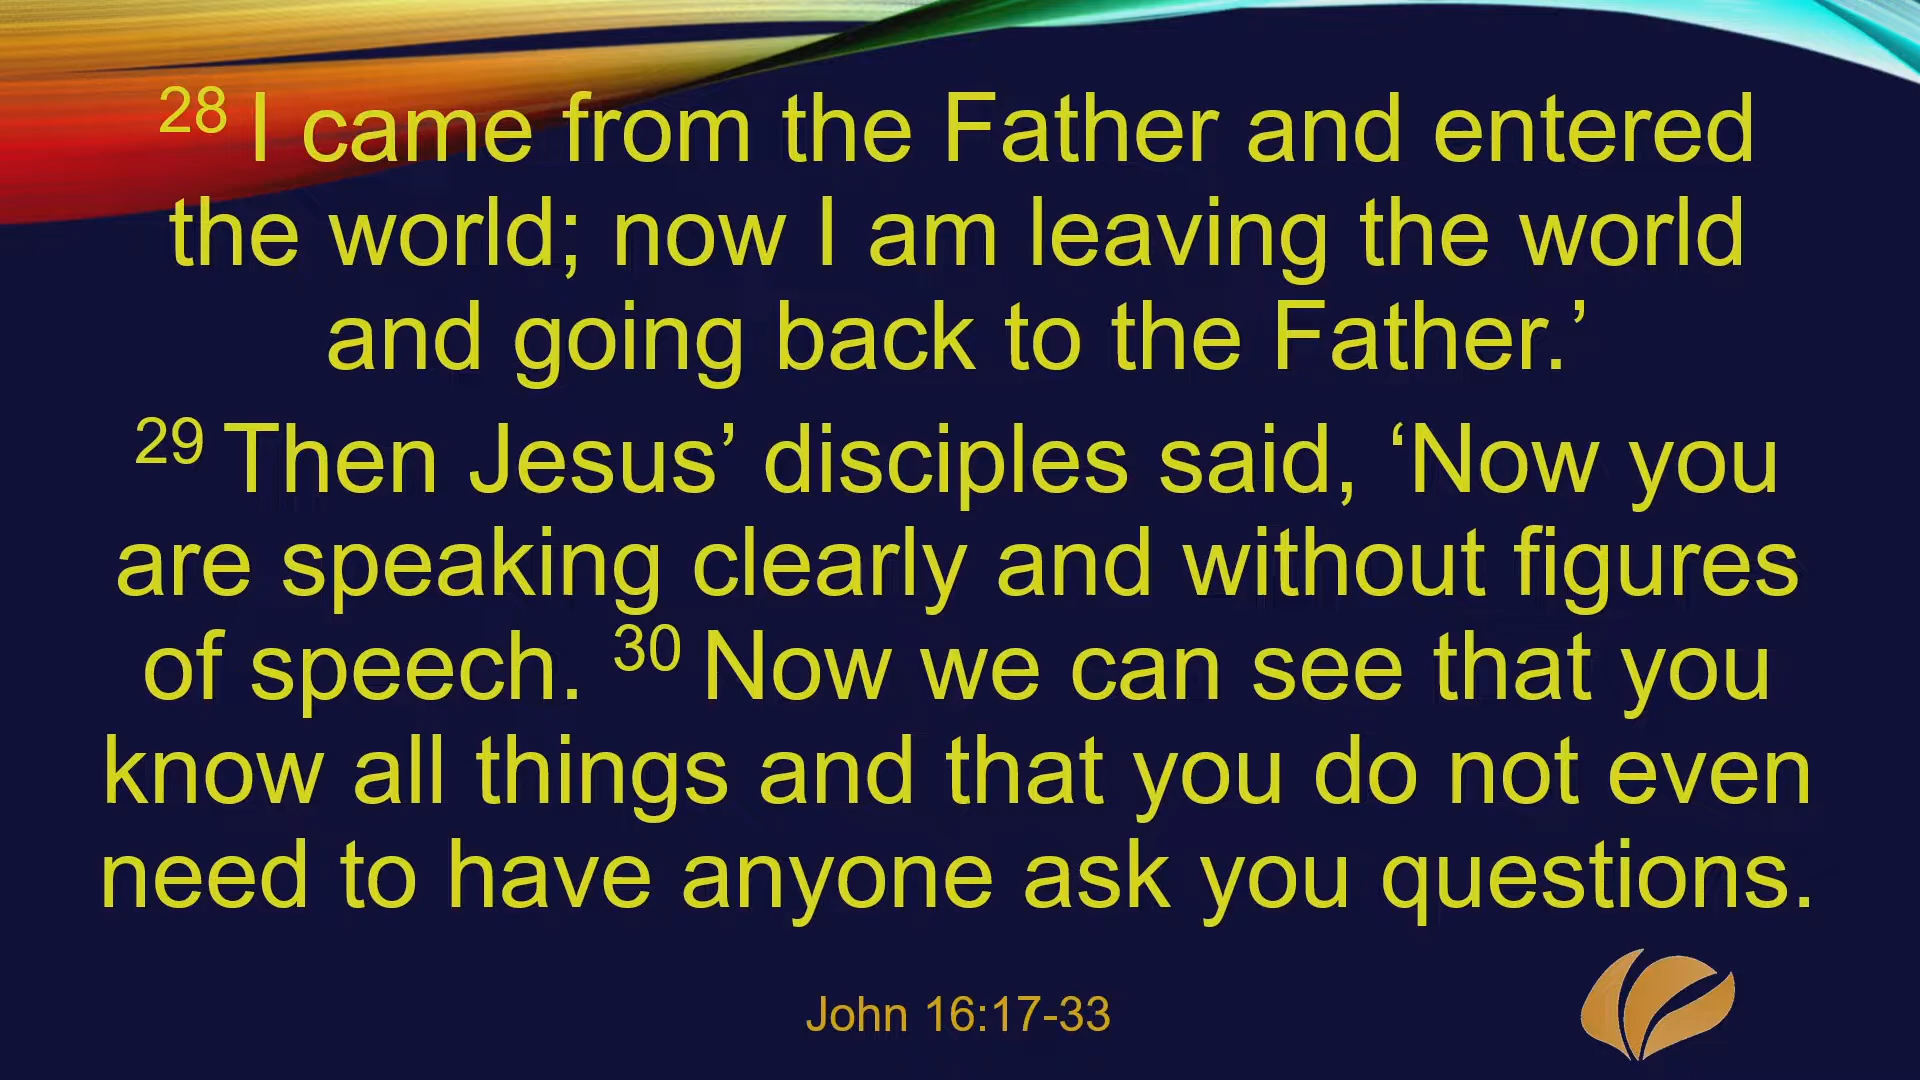 28 I came from the Father and entered
the world; now I am leaving the world
and going back to the Father.’
29 Then Jesus’ disciples said, ‘Now you
are speaking clearly and without figures
of speech. 30 Now we can see that you
know all things and that you do not even
need to have anyone ask you questions.
John 16:17-33